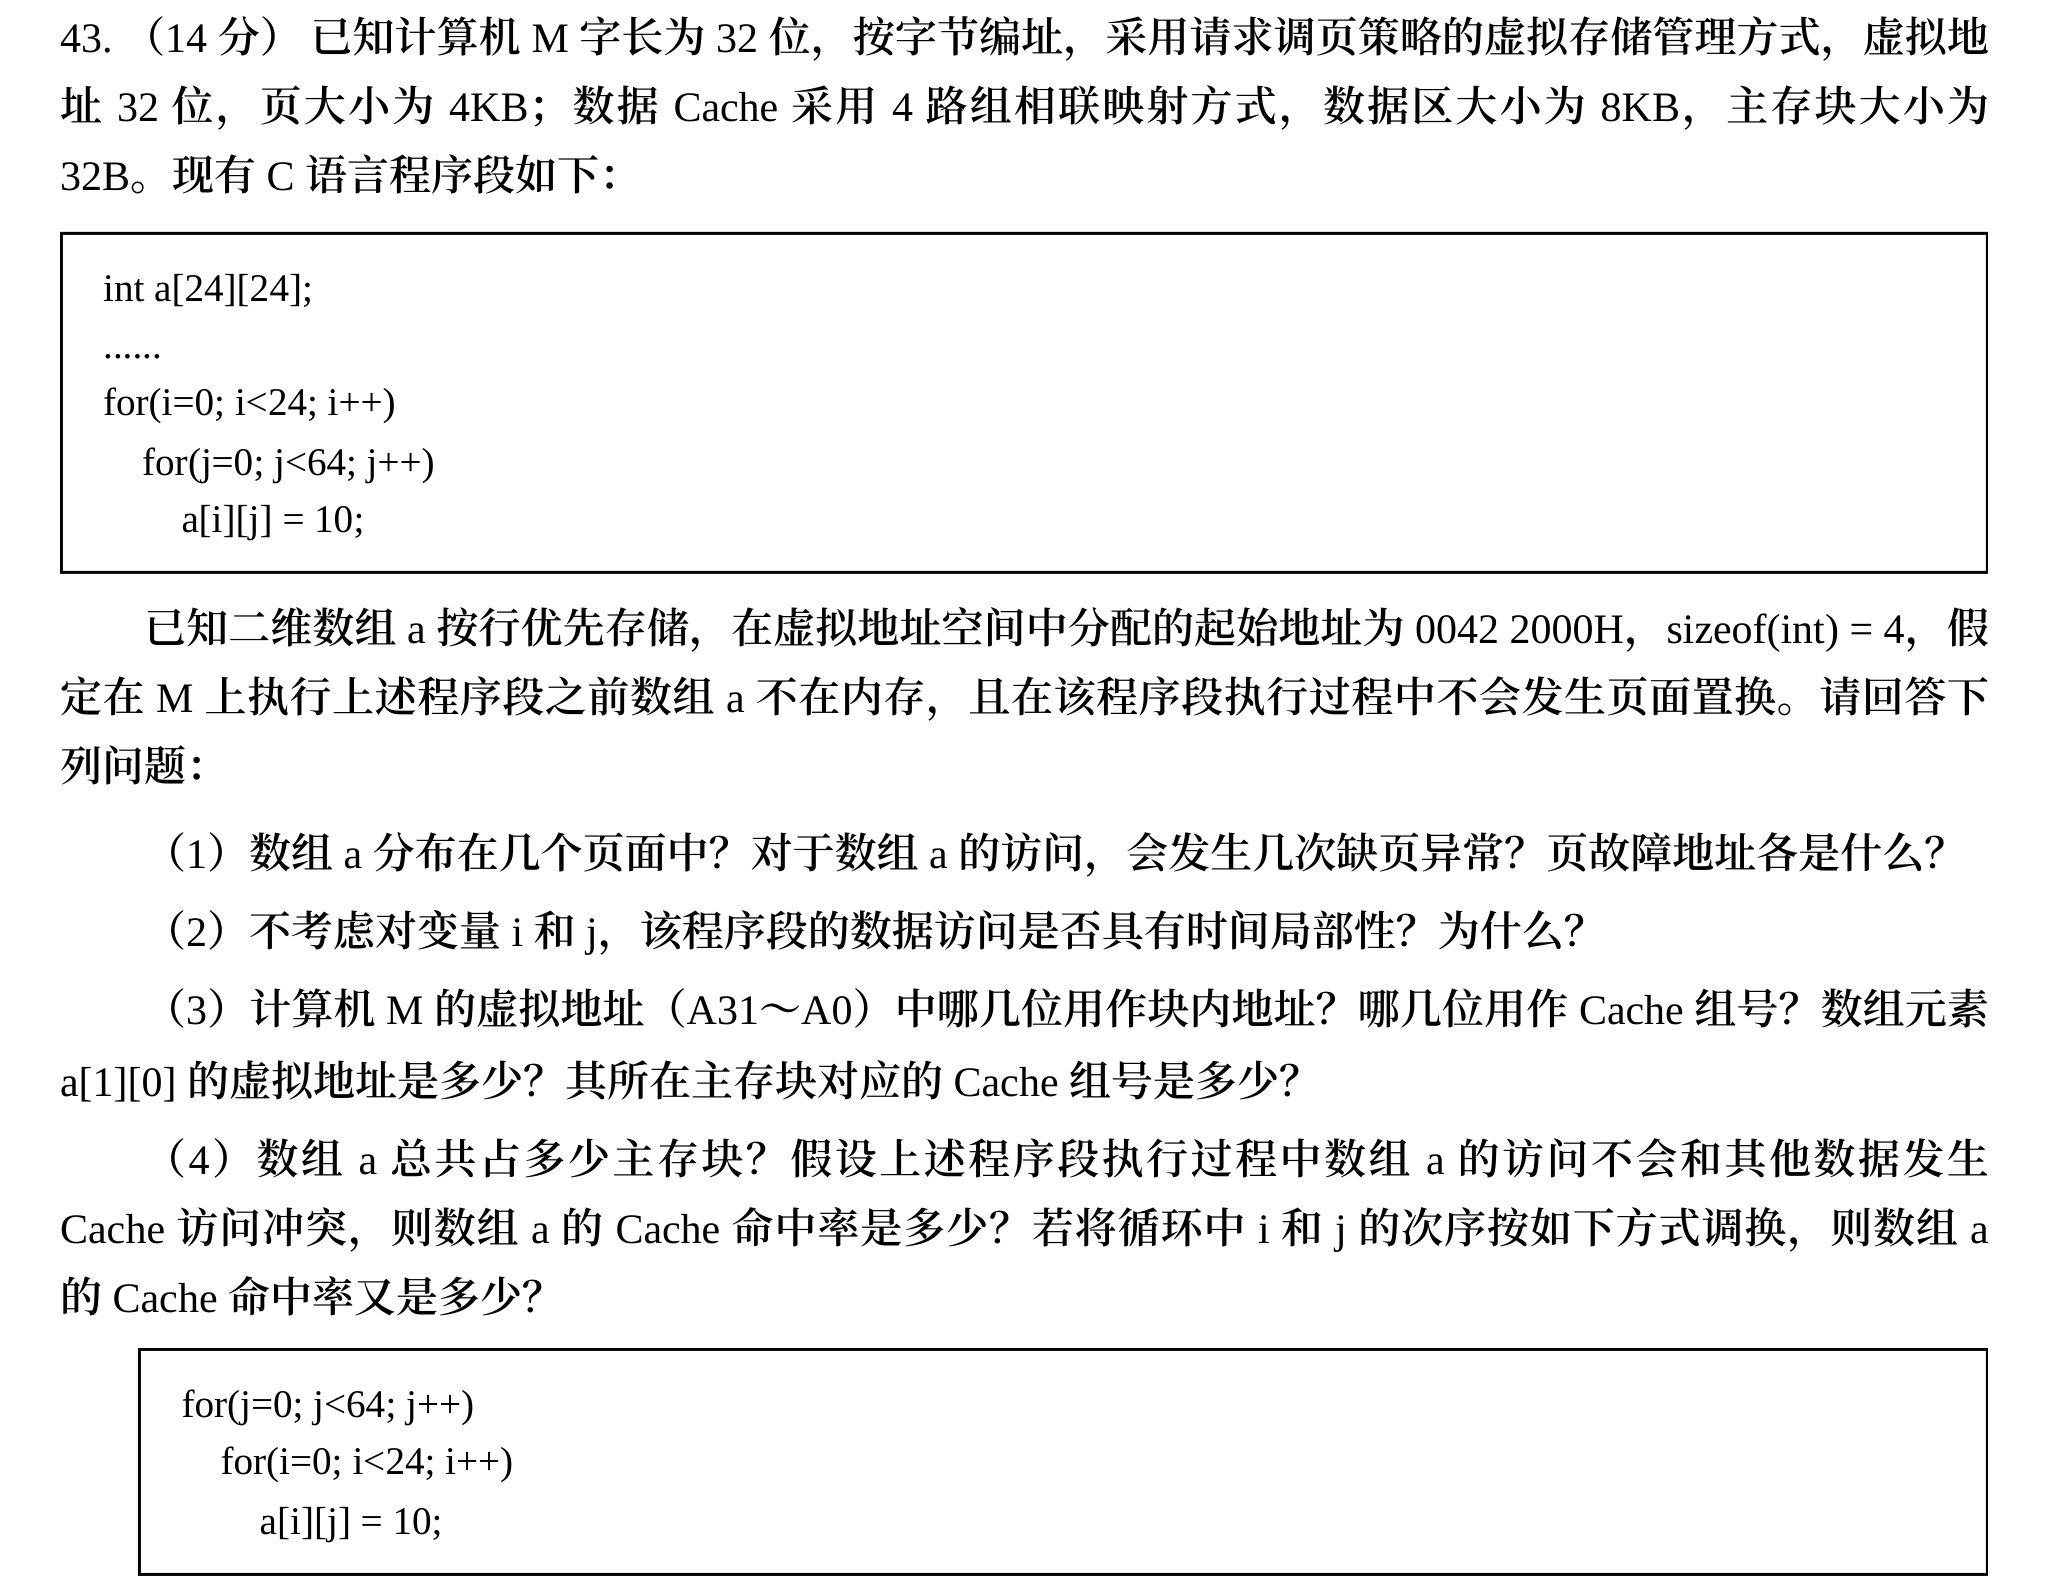 43. （14 分） 已知计算机 M 字长为 32 位，按字节编址，采用请求调页策略的虚拟存储管理方式，虚拟地
址 32 位，页大小为 4KB；数据 Cache 采用 4 路组相联映射方式，数据区大小为 8KB，主存块大小为
32B。现有 C 语言程序段如下：
int a[24][24];
......
for(i=0; i<24; i++)
for(j=0; j<64; j++)
a[i][j] = 10;
已知二维数组 a 按行优先存储，在虚拟地址空间中分配的起始地址为 0042 2000H，sizeof(int) = 4，假
定在 M 上执行上述程序段之前数组 a 不在内存，且在该程序段执行过程中不会发生页面置换。请回答下
列问题：
（1）数组 a 分布在几个页面中？对于数组 a 的访问，会发生几次缺页异常？页故障地址各是什么？
（2）不考虑对变量 i 和 j，该程序段的数据访问是否具有时间局部性？为什么？
（3）计算机 M 的虚拟地址（A31～A0）中哪几位用作块内地址？哪几位用作 Cache 组号？数组元素
a[1][0] 的虚拟地址是多少？其所在主存块对应的 Cache 组号是多少？
（4）数组 a 总共占多少主存块？假设上述程序段执行过程中数组 a 的访问不会和其他数据发生
Cache 访问冲突，则数组 a 的 Cache 命中率是多少？若将循环中 i 和 j 的次序按如下方式调换，则数组 a
的 Cache 命中率又是多少？
for(j=0; j<64; j++)
for(i=0; i<24; i++)
a[i][j] = 10;